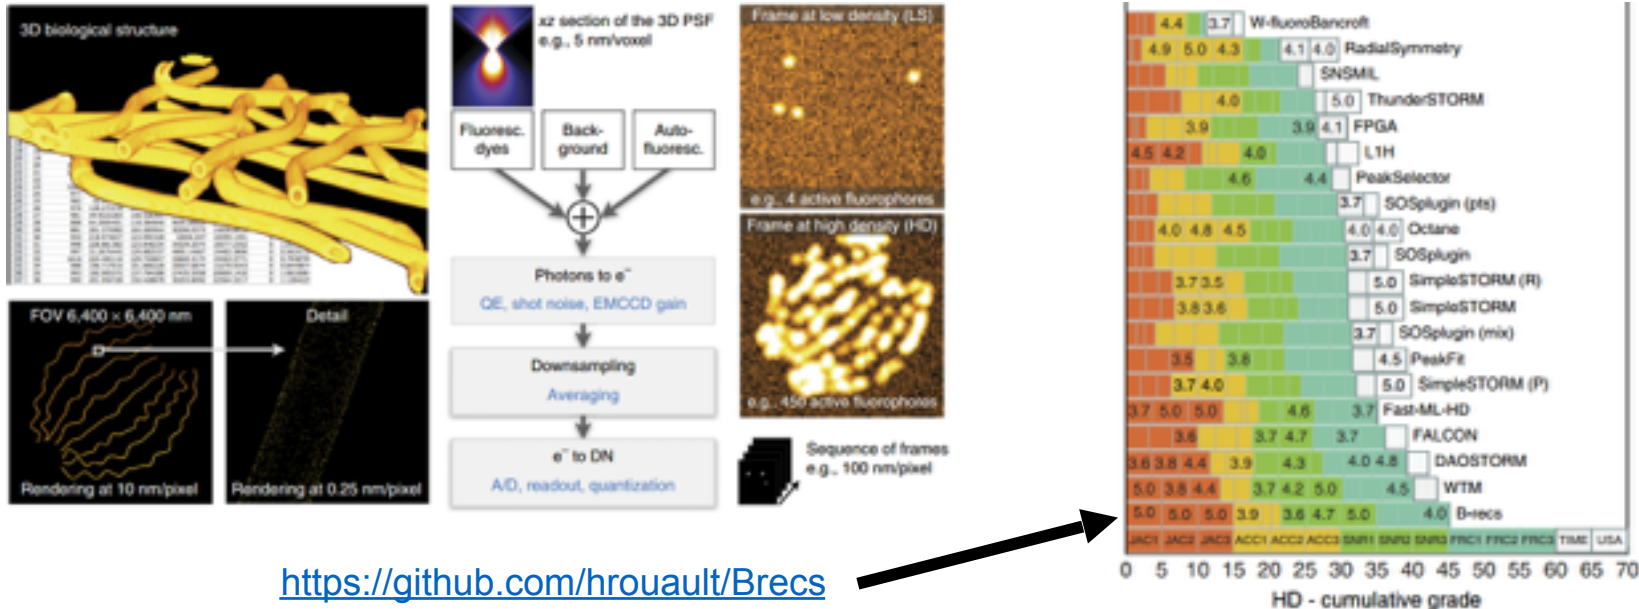 3D biological structure
FOV 6,400 × 6,400 nm
Rendering at 10 nm/pixel
Detail
Rendering at 0.25 nm/pixel
xz section of the 3D PSF
e.g., 5 nm/voxel
Fluoresc.
dyes
Back-
ground
Auto-
fluoresc.
+
Photons to e⁻
QE, shot noise, EMCCD gain
Downsampling
Averaging
e⁻ to DN
A/D, readout, quantization
Frame at low density (LS)
e.g., 4 active fluorophores
Frame at high density (HD)
e.g., 450 active fluorophores
Sequence of frames
e.g., 100 nm/pixel
https://github.com/hrouault/Brecs
4.4 3.7 W-fluoroBancroft
4.9 5.0 4.3 4.1 4.0 RadialSymmetry
SNSMIL
4.0 5.0 ThunderSTORM
3.9 3.9 4.1 FPGA
4.5 4.2 4.0 L1H
4.6 4.4 PeakSelector
3.7 SOSplugin (pts)
4.0 4.8 4.5 4.0 4.0 Octane
3.7 SOSplugin
3.7 3.5 5.0 SimpleSTORM (R)
3.8 3.6 5.0 SimpleSTORM
3.7 SOSplugin (mix)
3.5 3.8 4.5 PeakFit
3.7 4.0 5.0 SimpleSTORM (P)
3.7 5.0 5.0 4.6 3.7 Fast-ML-HD
3.6 3.7 4.7 3.7 FALCON
3.6 3.8 4.4 3.9 4.3 4.0 4.8 DAOSTORM
5.0 3.8 4.4 3.7 4.2 5.0 4.5 WTM
5.0 5.0 5.0 3.9 3.6 4.7 5.0 4.0 B-recs
JAC1 JAC2 JAC3 ACC1 ACC2 ACC3 SNR1 SNR2 SNR3 FRC1 FRC2 FRC3 TIME USA
0 5 10 15 20 25 30 35 40 45 50 55 60 65 70
HD - cumulative grade